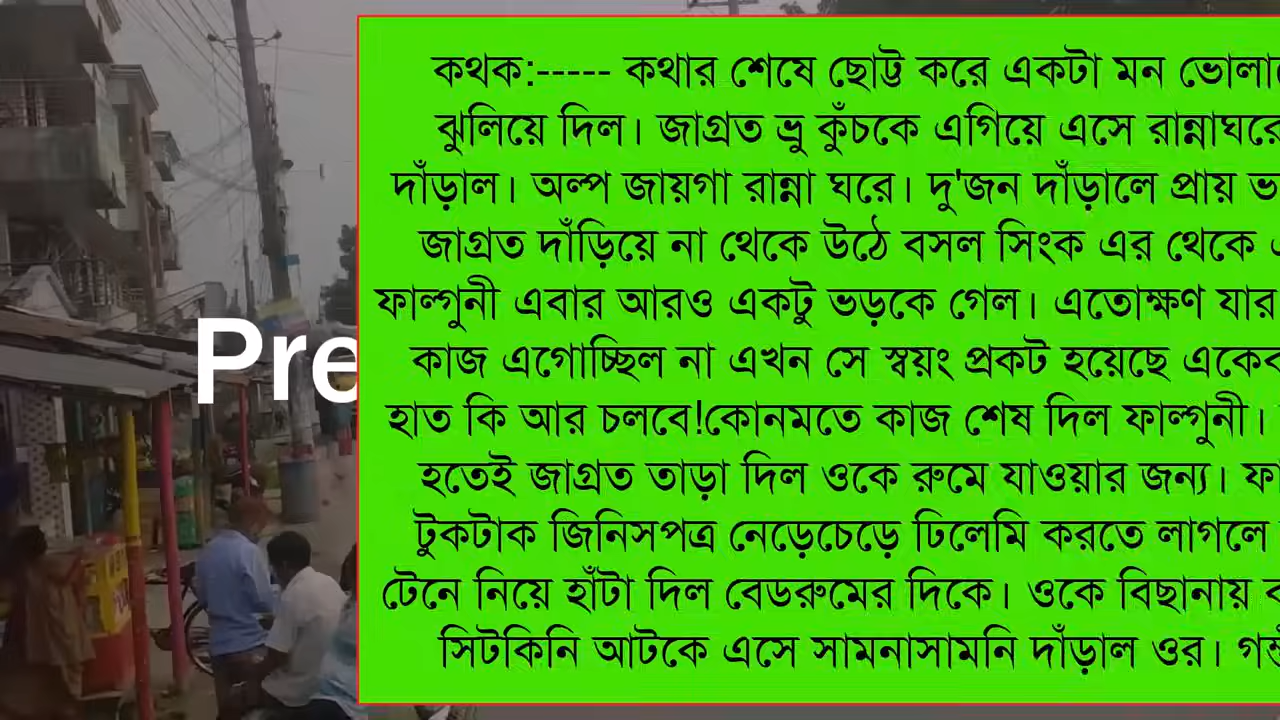 কথক:----- কথার শেষে ছোট্ট করে একটা মন
ঝুলিয়ে দিল। জাগ্রত ভ্রু কুঁচকে এগিয়ে এসে
দাঁড়াল। অল্প জায়গা রান্না ঘরে। দু'জন দাঁড়ালে প্রায়
জাগ্রত দাঁড়িয়ে না থেকে উঠে বসল সিংক এর থেকে
ফাল্গুনী এবার আরও একটু ভড়কে গেল। এতোক্ষণ যার
কাজ এগোচ্ছিল না এখন সে স্বয়ং প্রকট হয়েছে
হাত কি আর চলবে!কোনমতে কাজ শেষ দিল ফাল্গুনী।
হতেই জাগ্রত তাড়া দিল ওকে রুমে যাওয়ার জন্য।
টুকটাক জিনিসপত্র নেড়েচেড়ে ঢিলেমি করতে লাগলে
টেনে নিয়ে হাঁটা দিল বেডরুমের দিকে। ওকে বিছানায়
সিটকিনি আটকে এসে সামনাসামনি দাঁড়াল ওর।
Pre